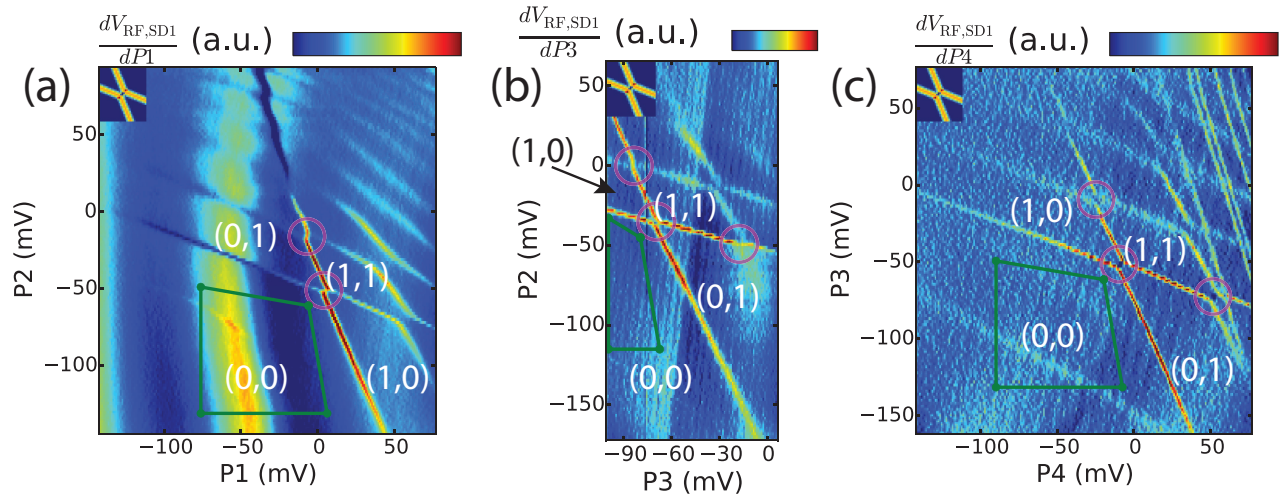 dV_RF,SD1/dP1 (a.u.)
(a)
50
0
−50
−100
P2 (mV)
(0,1)
(1,1)
(0,0)
(1,0)
−100 −50 0 50
P1 (mV)
dV_RF,SD1/dP3 (a.u.)
(b)
50
0
−50
−100
−150
P2 (mV)
(1,0)
(1,1)
(0,1)
(0,0)
−90 −60 −30 0
P3 (mV)
dV_RF,SD1/dP4 (a.u.)
(c)
50
0
−50
−100
−150
P3 (mV)
(1,0)
(1,1)
(0,0)
(0,1)
−100 −50 0 50
P4 (mV)